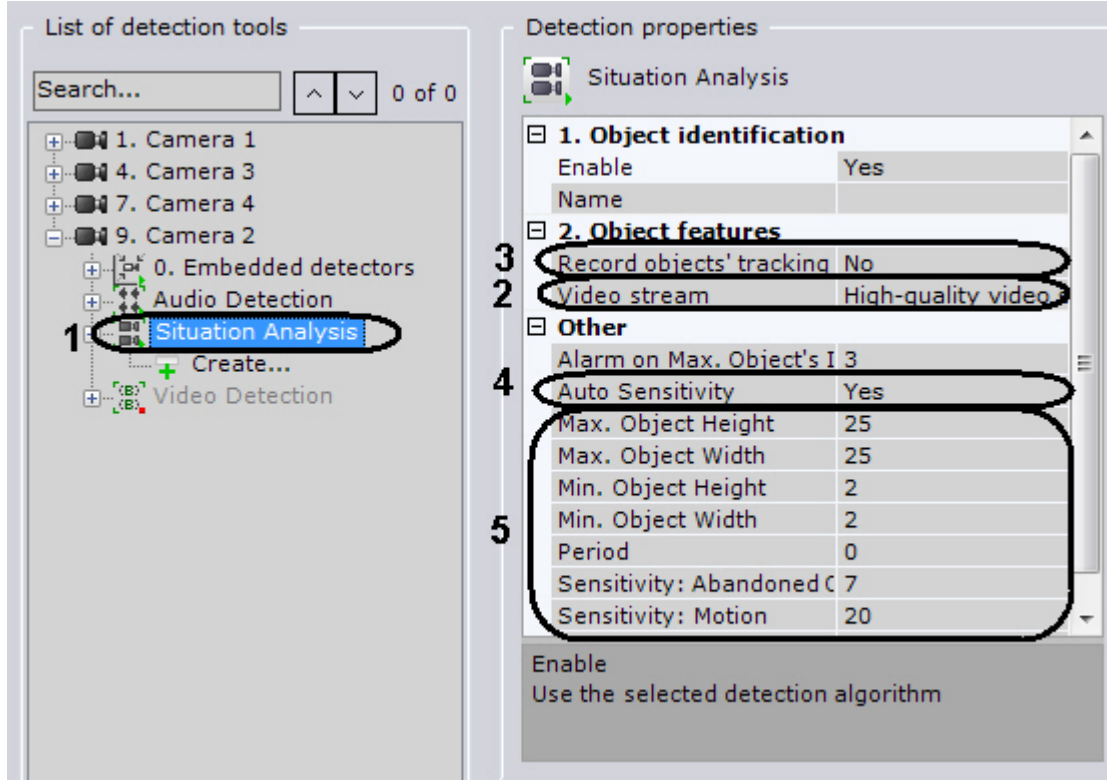 List of detection tools
Search...
0 of 0
1. Camera 1
4. Camera 3
7. Camera 4
9. Camera 2
0. Embedded detectors
Audio Detection
1 Situation Analysis
Create...
Video Detection
Detection properties
Situation Analysis
1. Object identification
Enable Yes
Name
2. Object features
3 Record objects' tracking No
2 Video stream High-quality video
Other
Alarm on Max. Object's I 3
4 Auto Sensitivity Yes
Max. Object Height 25
Max. Object Width 25
Min. Object Height 2
5 Min. Object Width 2
Period 0
Sensitivity: Abandoned O 7
Sensitivity: Motion 20
Enable
Use the selected detection algorithm